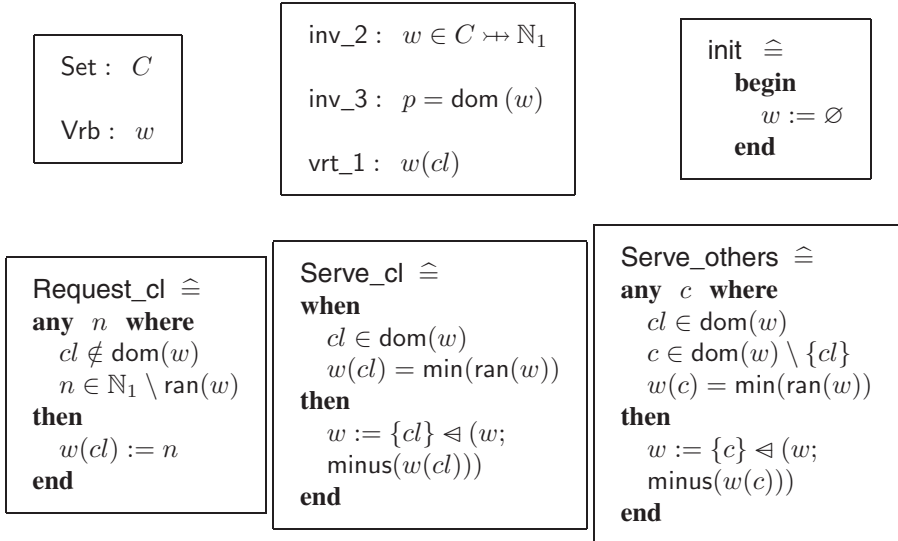 Set : C
Vrb : w
inv_2 : w ∈ C ⤔ ℕ₁
inv_3 : p = dom (w)
vrt_1 : w(cl)
init ≙
begin
w := ∅
end
Request_cl ≙
any n where
cl ∉ dom(w)
n ∈ ℕ₁ \ ran(w)
then
w(cl) := n
end
Serve_cl ≙
when
cl ∈ dom(w)
w(cl) = min(ran(w))
then
w := {cl} ⩤ (w;
minus(w(cl)))
end
Serve_others ≙
any c where
cl ∈ dom(w)
c ∈ dom(w) \ {cl}
w(c) = min(ran(w))
then
w := {c} ⩤ (w;
minus(w(c)))
end